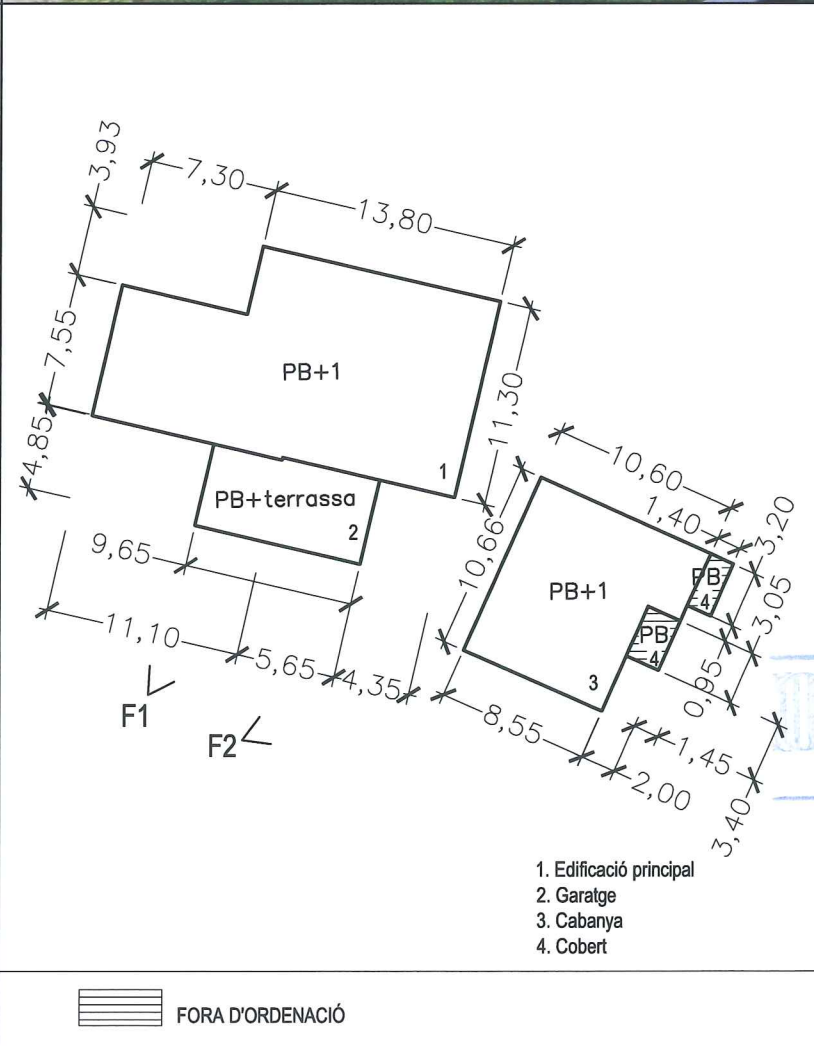 3,93
7,30
13,80
7,55
PB+1
11,30
4,85
1
PB+terrassa
2
9,65
11,10
5,65
4,35
F1
F2
10,60
1,40
3,20
10,66
PB+1
PB
4
3,05
PB
4
0,95
3
8,55
1,45
2,00
3,40
1. Edificació principal
2. Garatge
3. Cabanya
4. Cobert
FORA D'ORDENACIÓ